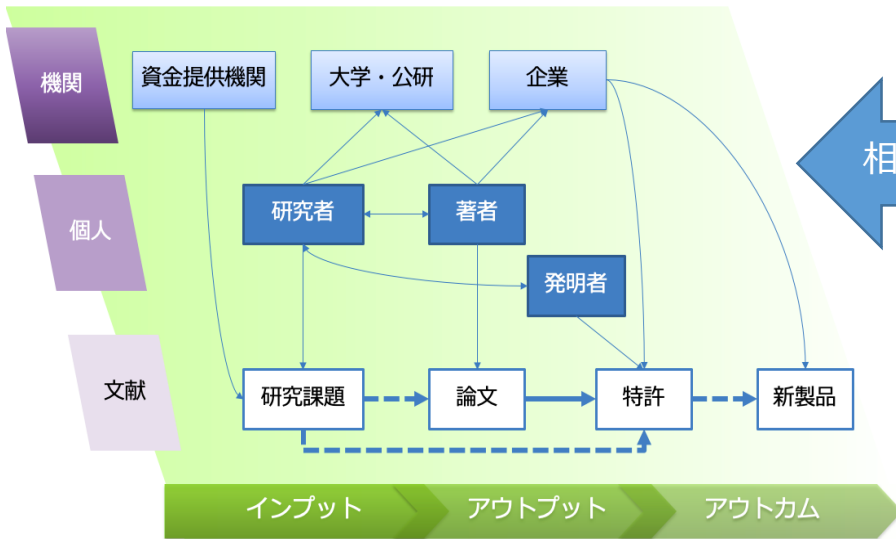 機関
資金提供機関
大学・公研
企業
相
個人
研究者
著者
発明者
文献
研究課題
論文
特許
新製品
インプット
アウトプット
アウトカム